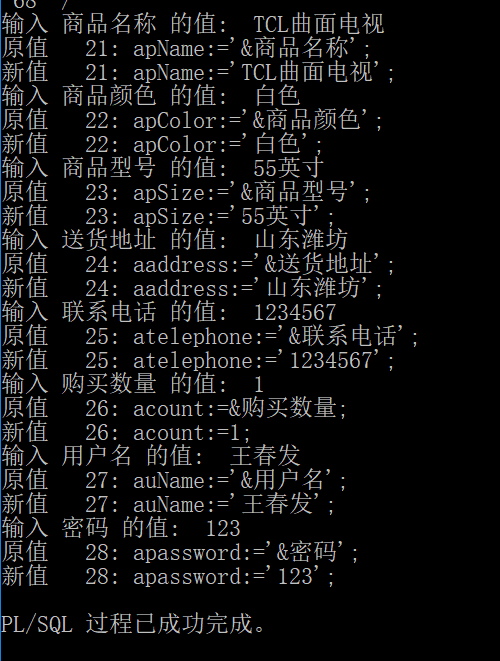 68  /
输入 商品名称 的值:  TCL曲面电视
原值   21: apName:='&商品名称';
新值   21: apName:='TCL曲面电视';
输入 商品颜色 的值:  白色
原值   22: apColor:='&商品颜色';
新值   22: apColor:='白色';
输入 商品型号 的值:  55英寸
原值   23: apSize:='&商品型号';
新值   23: apSize:='55英寸';
输入 送货地址 的值:  山东潍坊
原值   24: aaddress:='&送货地址';
新值   24: aaddress:='山东潍坊';
输入 联系电话 的值:  1234567
原值   25: atelephone:='&联系电话';
新值   25: atelephone:='1234567';
输入 购买数量 的值:  1
原值   26: acount:=&购买数量;
新值   26: acount:=1;
输入 用户名 的值:  王春发
原值   27: auName:='&用户名';
新值   27: auName:='王春发';
输入 密码 的值:  123
原值   28: apassword:='&密码';
新值   28: apassword:='123';
PL/SQL 过程已成功完成。